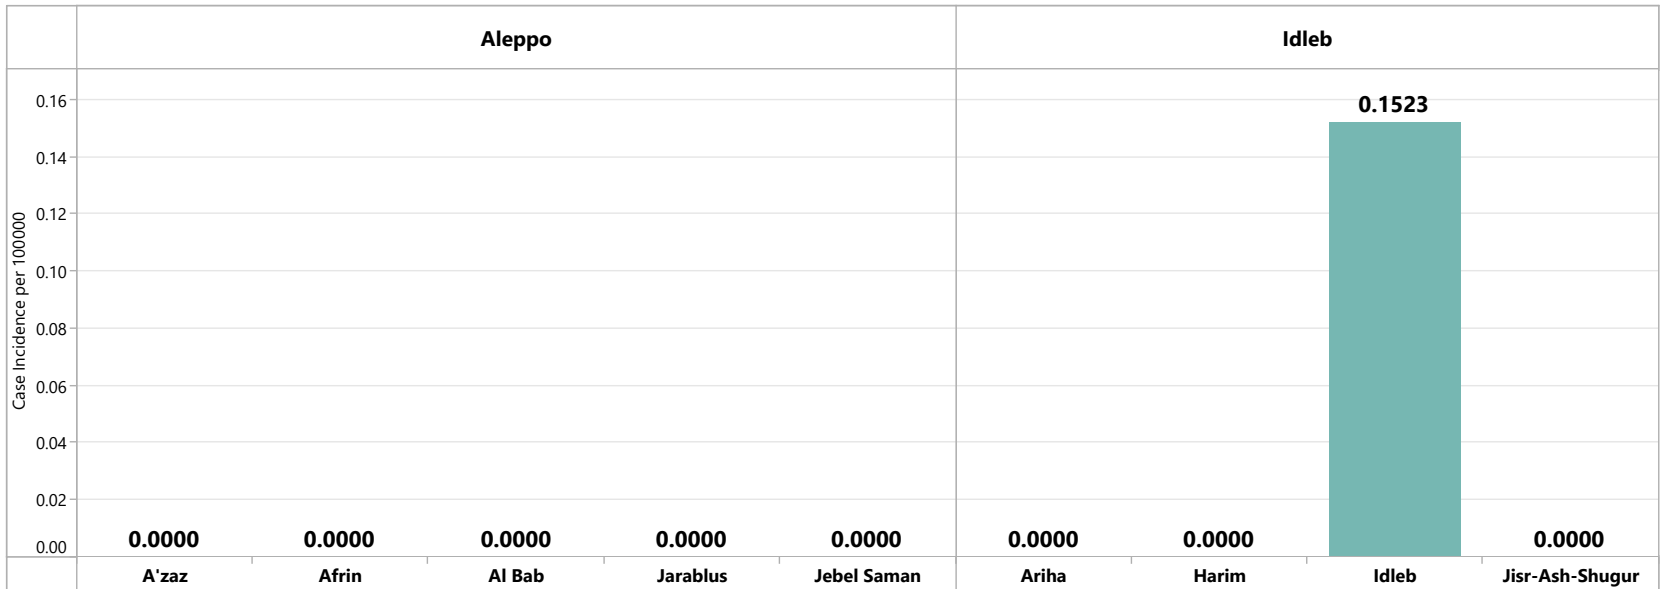 Aleppo
Idleb
Case Incidence per 100000
0.16
0.14
0.12
0.10
0.08
0.06
0.04
0.02
0.00
0.1523
0.0000 0.0000 0.0000 0.0000 0.0000 0.0000 0.0000 0.0000
A'zaz Afrin Al Bab Jarablus Jebel Saman Ariha Harim Idleb Jisr-Ash-Shugur